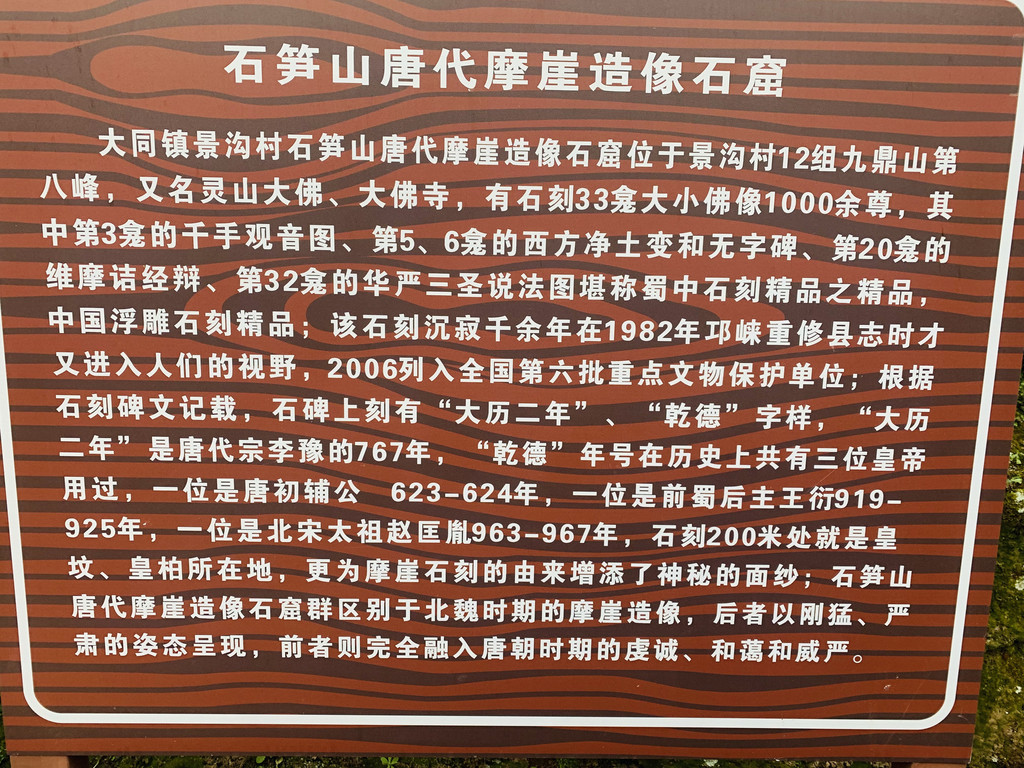 石笋山唐代摩崖造像石窟
大同镇景沟村石笋山唐代摩崖造像石窟位于景沟村12组九鼎山第
八峰，又名灵山大佛、大佛寺，有石刻33龛大小佛像1000余尊，其
中第3龛的千手观音图、第5、6龛的西方净土变和无字碑、第20龛的
维摩诘经辩、第32龛的华严三圣说法图堪称蜀中石刻精品之精品，
中国浮雕石刻精品；该石刻沉寂千余年在1982年邛崃重修县志时才
又进入人们的视野，2006列入全国第六批重点文物保护单位；根据
石刻碑文记载，石碑上刻有“大历二年”、“乾德”字样，“大历
二年”是唐代宗李豫的767年，“乾德”年号在历史上共有三位皇帝
用过，一位是唐初辅公 623-624年，一位是前蜀后主王衍919-
925年，一位是北宋太祖赵匡胤963-967年，石刻200米处就是皇
坟、皇柏所在地，更为摩崖石刻的由来增添了神秘的面纱；石笋山
唐代摩崖造像石窟群区别于北魏时期的摩崖造像，后者以刚猛、严
肃的姿态呈现，前者则完全融入唐朝时期的虔诚、和蔼和威严。